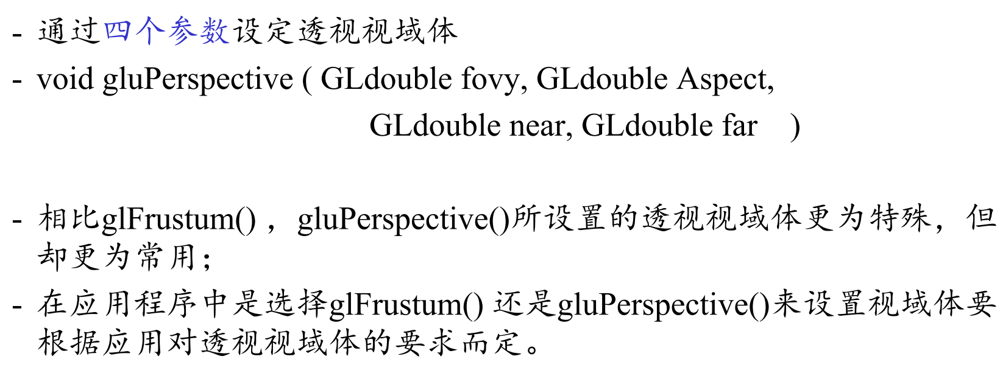 - 通过四个参数设定透视视域体
- void gluPerspective ( GLdouble fovy, GLdouble Aspect,
GLdouble near, GLdouble far )
- 相比glFrustum() ，gluPerspective()所设置的透视视域体更为特殊，但
却更为常用；
- 在应用程序中是选择glFrustum() 还是gluPerspective()来设置视域体要
根据应用对透视视域体的要求而定。